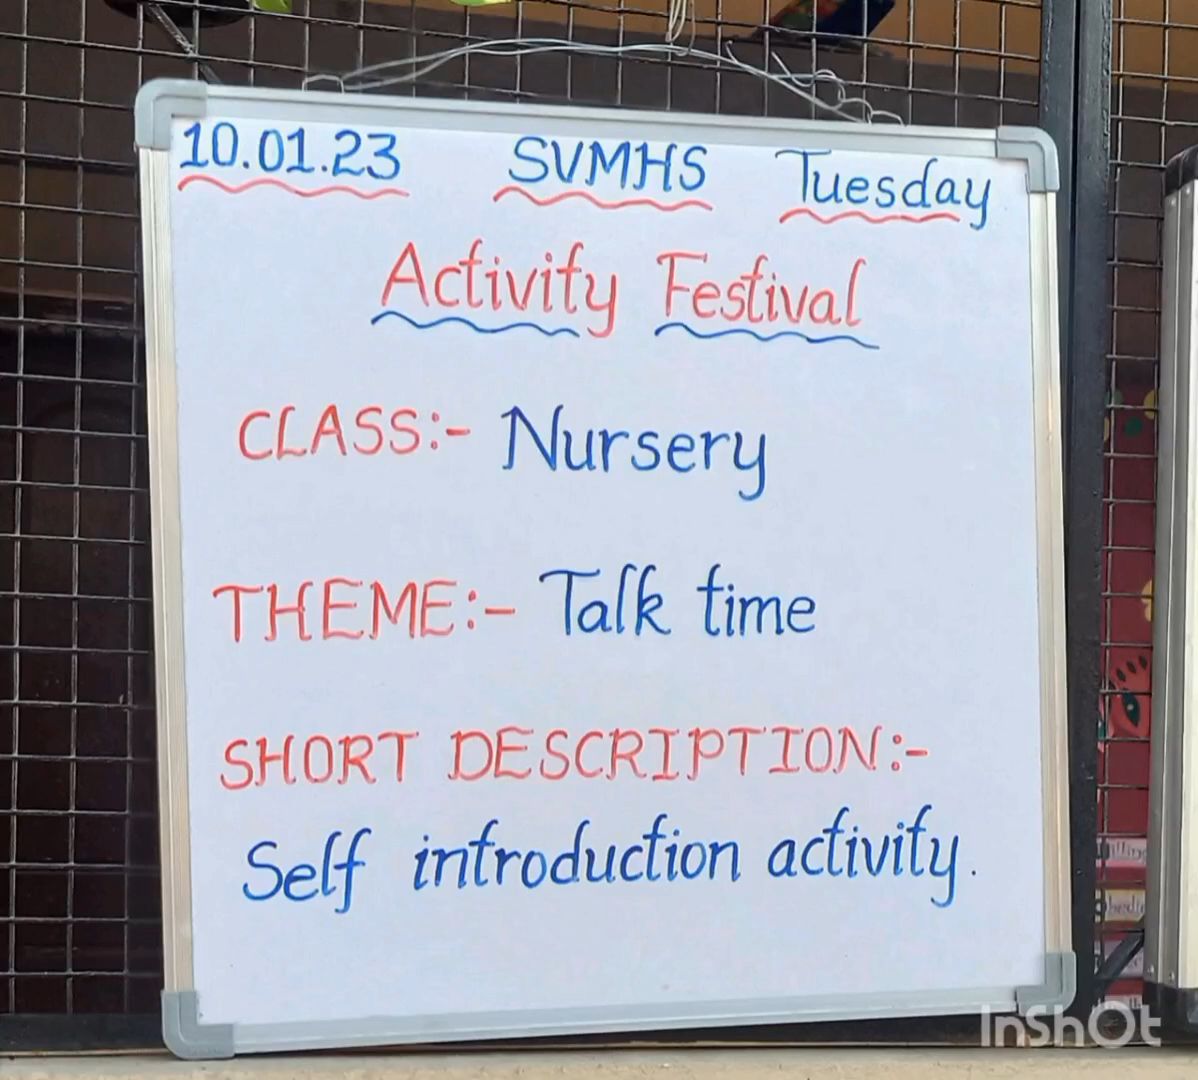 10.01.23 SVMHS Tuesday
Activity Festival
CLASS:- Nursery
THEME:- Talk time
SHORT DESCRIPTION:-
Self introduction activity.
InShOt